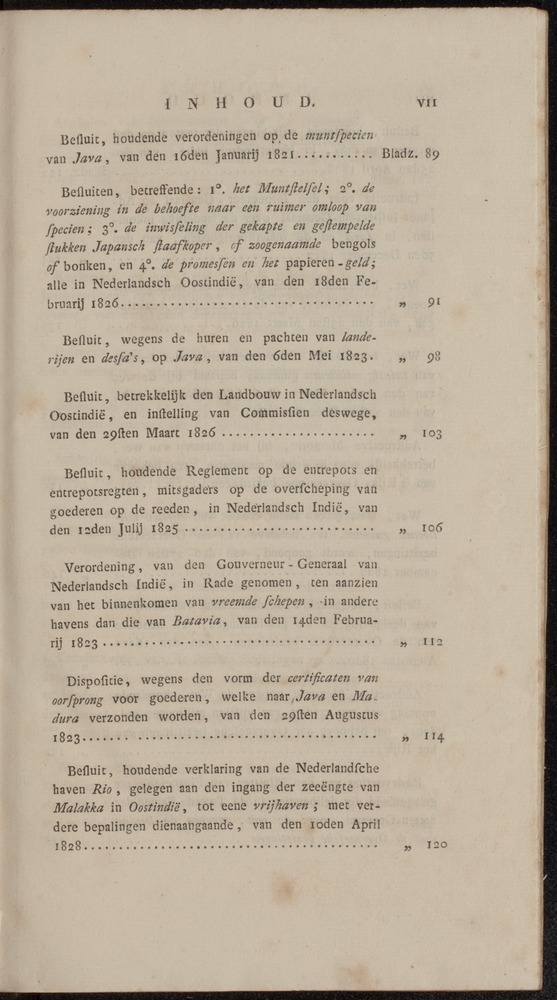 INHOUD. VII
Beſluit, houdende verordeningen op de muntſpeciën
van Java, van den 16den Januarij 1821........... Bladz. 89
Beſluiten, betreffende: 1°. het Muntſtelſel; 2°. de
voorziening in de behoefte naar een ruimer omloop van
ſpecien; 3°. de inwisſeling der gekapte en geſtempelde
ſtukken Japansch ſtaafkoper, of zoogenaamde bengols
of bonken, en 4°. de promesſen en het papieren-geld;
alle in Nederlandsch Oostindië, van den 18den Fe-
bruarij 1826.................................. „ 91
Beſluit, wegens de huren en pachten van lande-
rijen en desſa's, op Java, van den 6den Mei 1823. „ 98
Beſluit, betrekkelijk den Landbouw in Nederlandsch
Oostindië, en inſtelling van Commisſien deswege,
van den 29ſten Maart 1826 ...................... „ 103
Beſluit, houdende Reglement op de entrepots en
entrepotsregten, mitsgaders op de overſcheping van
goederen op de reeden, in Nederlandsch Indië, van
den 12den Julij 1825 ........................... „ 106
Verordening, van den Gouverneur-Generaal van
Nederlandsch Indië, in Rade genomen, ten aanzien
van het binnenkomen van vreemde ſchepen, in andere
havens dan die van Batavia, van den 14den Februa-
rij 1823 ....................................... „ 112
Dispoſitie, wegens den vorm der certificaten van
oorſprong voor goederen, welke naar Java en Ma-
dura verzonden worden, van den 29ſten Augustus
1823....... ................................... „ 114
Beſluit, houdende verklaring van de Nederlandſche
haven Rio, gelegen aan den ingang der zeeëngte van
Malakka in Oostindië, tot eene vrijhaven; met ver-
dere bepalingen dienaangaande, van den 10den April
1828.......................................... „ 120